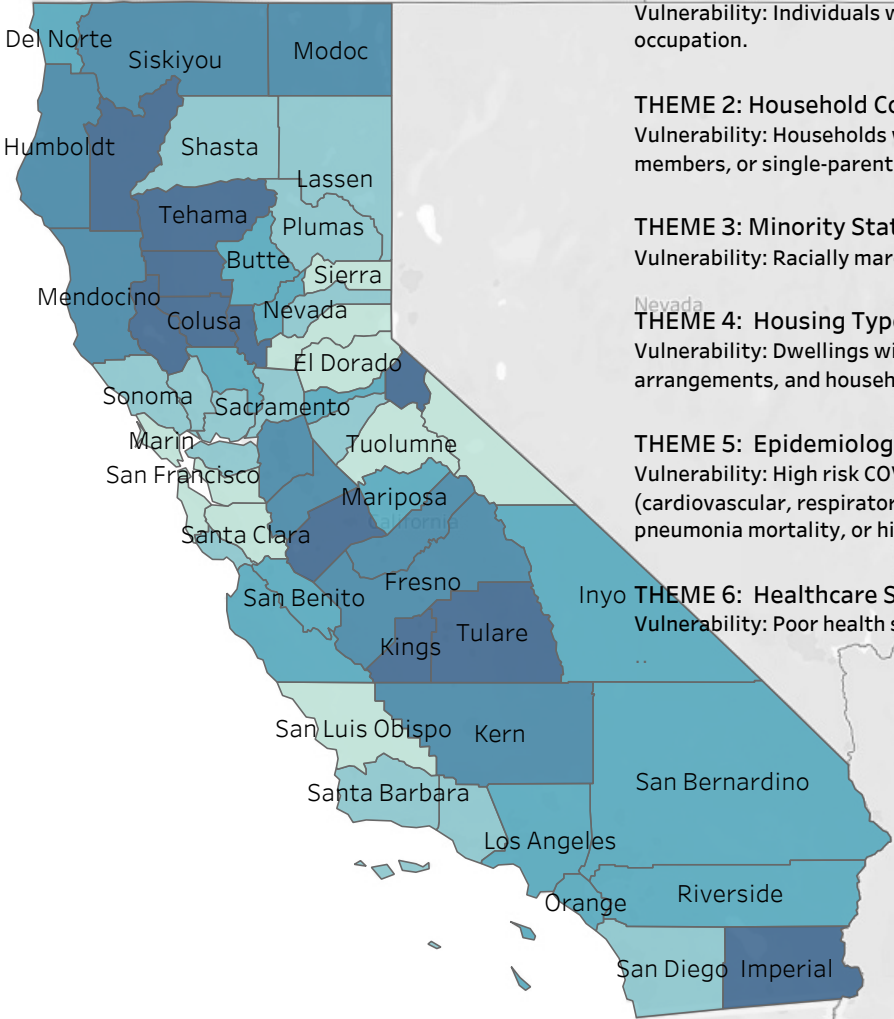 Vulnerability: Individuals w
occupation.
THEME 2: Household Co
Vulnerability: Households w
members, or single-parent
THEME 3: Minority Stat
Vulnerability: Racially mar
Nevada
THEME 4: Housing Type
Vulnerability: Dwellings wi
arrangements, and househ
THEME 5: Epidemiolog
Vulnerability: High risk COV
(cardiovascular, respirator
pneumonia mortality, or hi
THEME 6: Healthcare S
Vulnerability: Poor health s
Del Norte
Siskiyou
Modoc
Humboldt
Shasta
Lassen
Tehama
Plumas
Butte
Sierra
Mendocino
Nevada
Colusa
El Dorado
Sonoma
Sacramento
Marin
Tuolumne
San Francisco
Mariposa
California
Santa Clara
Fresno
San Benito
Inyo
Tulare
Kings
San Luis Obispo
Kern
San Bernardino
Santa Barbara
Los Angeles
Riverside
Orange
San Diego
Imperial